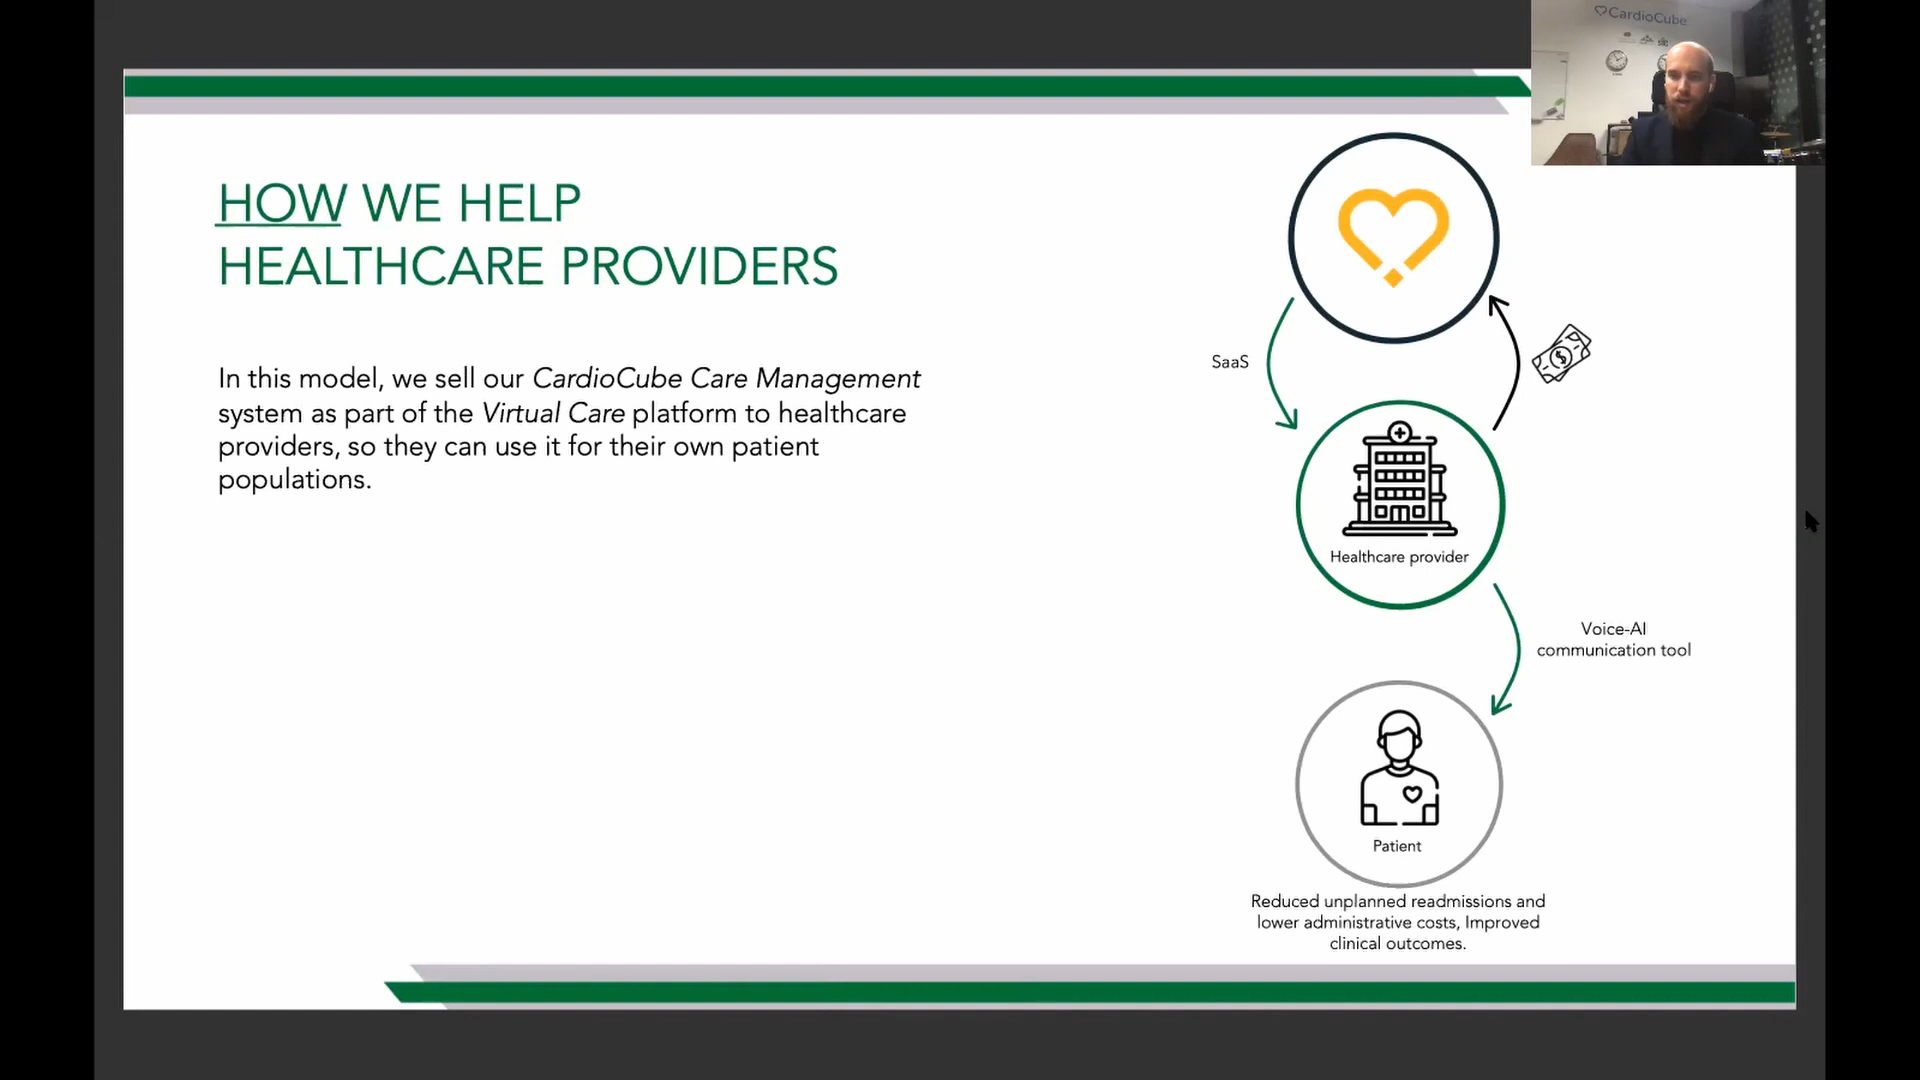 CardioCube
HOW WE HELP
HEALTHCARE PROVIDERS
In this model, we sell our CardioCube Care Management
system as part of the Virtual Care platform to healthcare
providers, so they can use it for their own patient
populations.
SaaS
$
Healthcare provider
Voice-AI
communication tool
Patient
Reduced unplanned readmissions and
lower administrative costs, Improved
clinical outcomes.